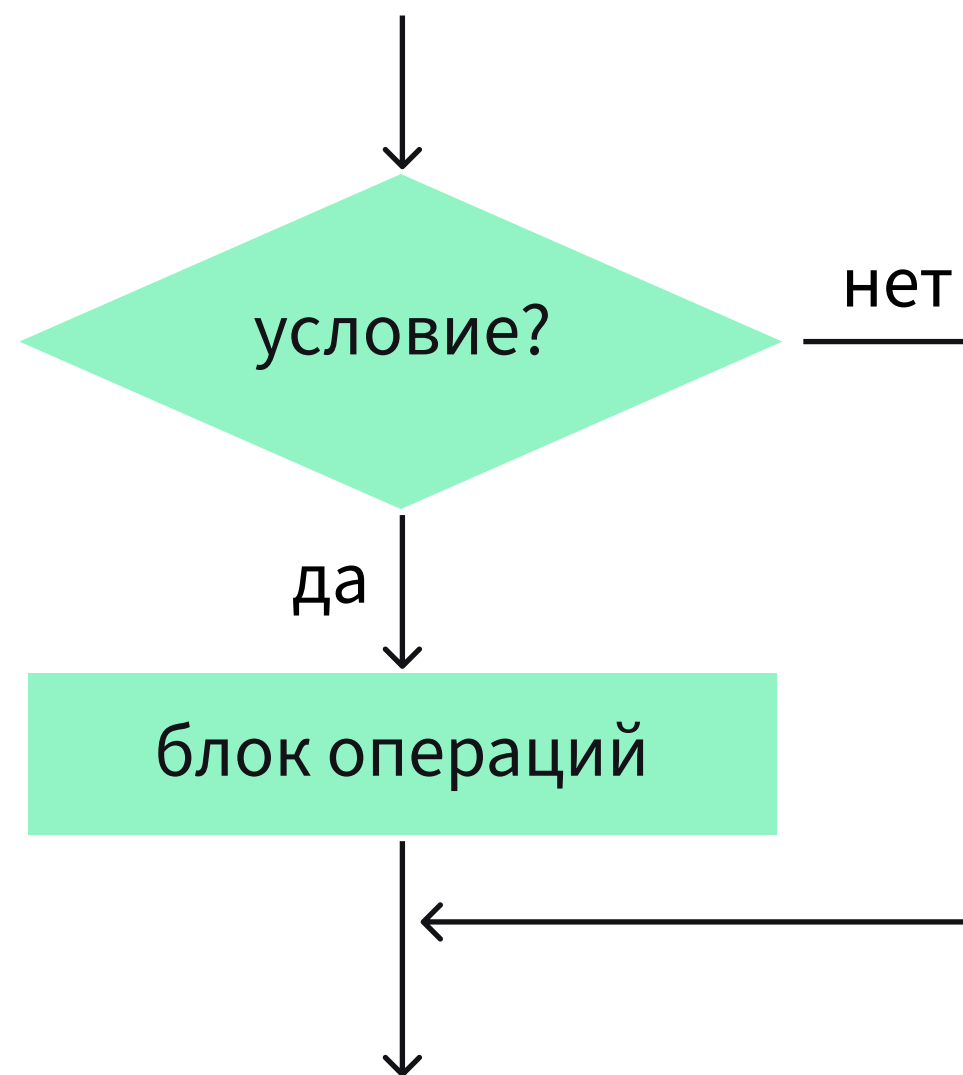 условие?
нет
да
блок операций